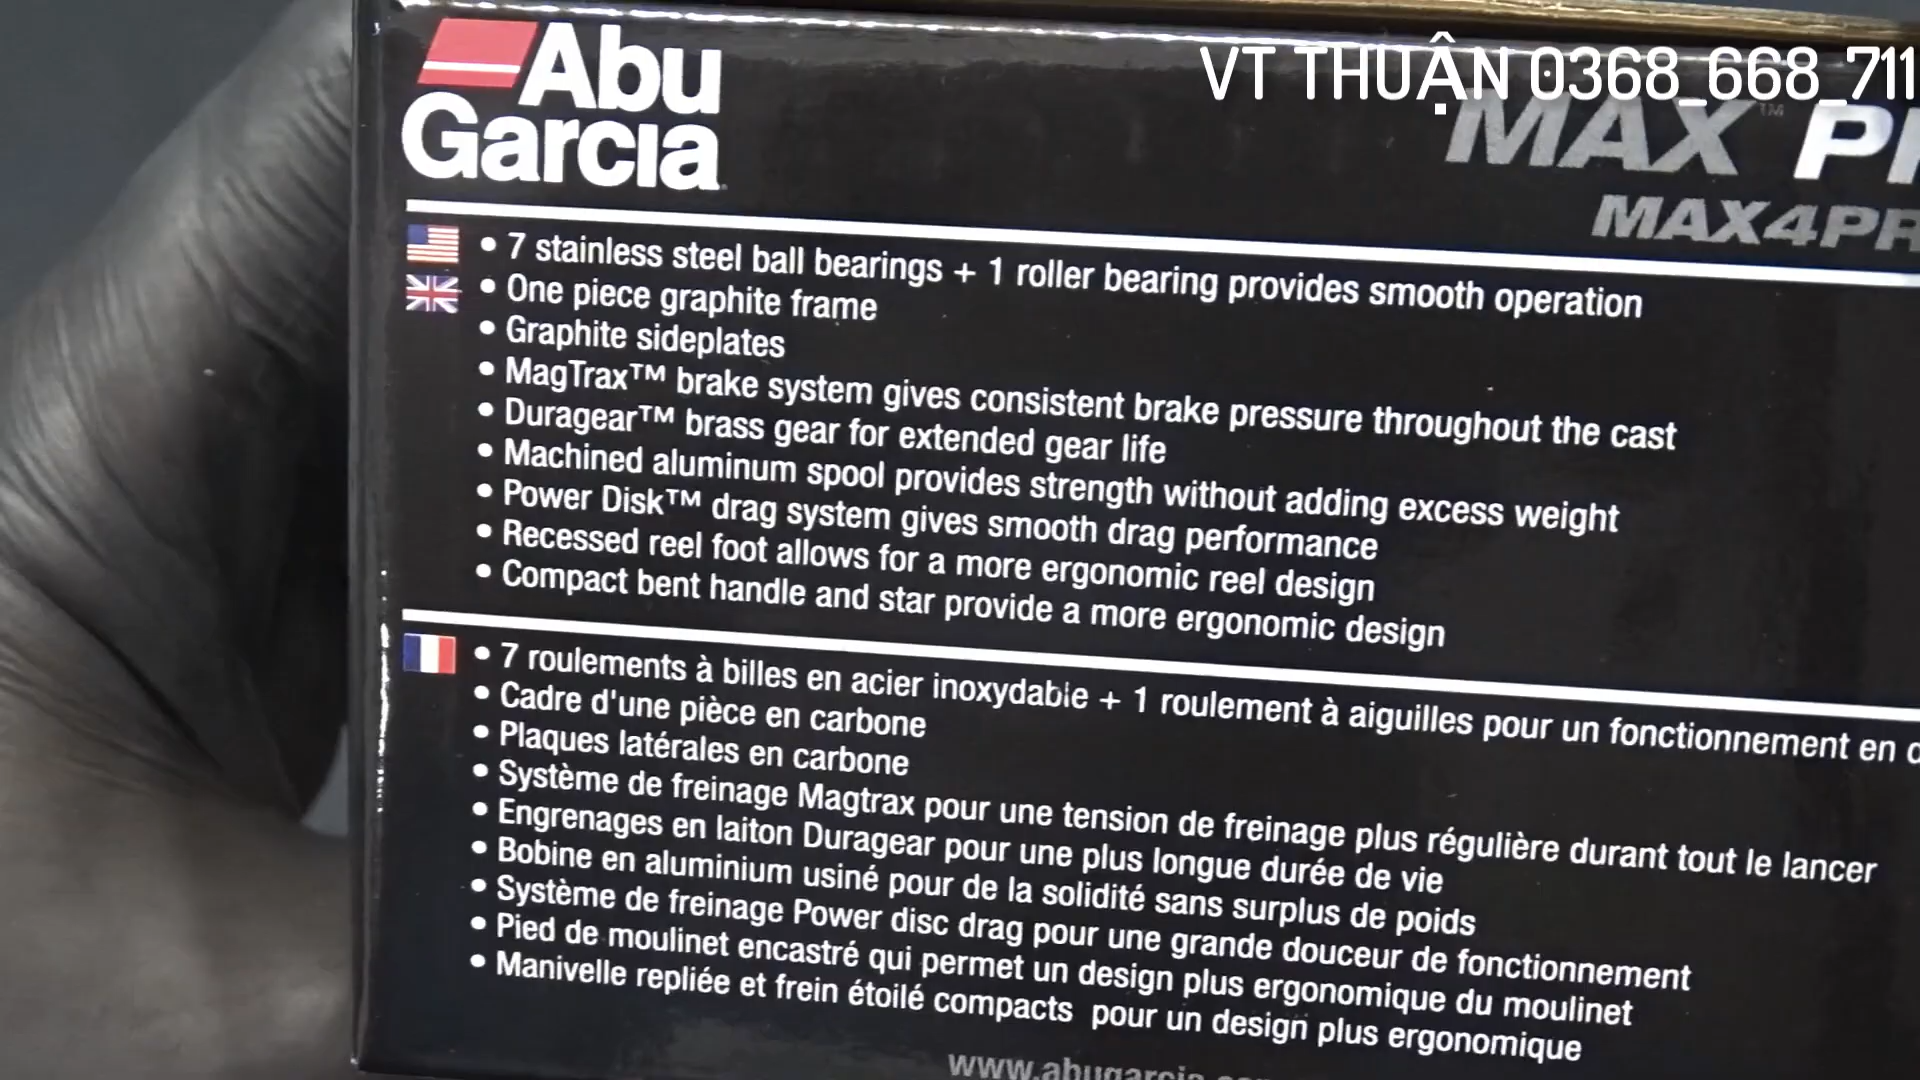 VT THUẬN 0368_668_711
Abu
Garcia
MAX™
MAX4PR
• 7 stainless steel ball bearings + 1 roller bearing provides smooth operation
• One piece graphite frame
• Graphite sideplates
• MagTrax™ brake system gives consistent brake pressure throughout the cast
• Duragear™ brass gear for extended gear life
• Machined aluminum spool provides strength without adding excess weight
• Power Disk™ drag system gives smooth drag performance
• Recessed reel foot allows for a more ergonomic reel design
• Compact bent handle and star provide a more ergonomic design
• 7 roulements à billes en acier inoxydable + 1 roulement à aiguilles pour un fonctionnement en
• Cadre d'une pièce en carbone
• Plaques latérales en carbone
• Système de freinage Magtrax pour une tension de freinage plus régulière durant tout le lancer
• Engrenages en laiton Duragear pour une plus longue durée de vie
• Bobine en aluminium usiné pour de la solidité sans surplus de poids
• Système de freinage Power disc drag pour une grande douceur de fonctionnement
• Pied de moulinet encastré qui permet un design plus ergonomique du moulinet
• Manivelle repliée et frein étoilé compacts pour un design plus ergonomique
www.abugarcia